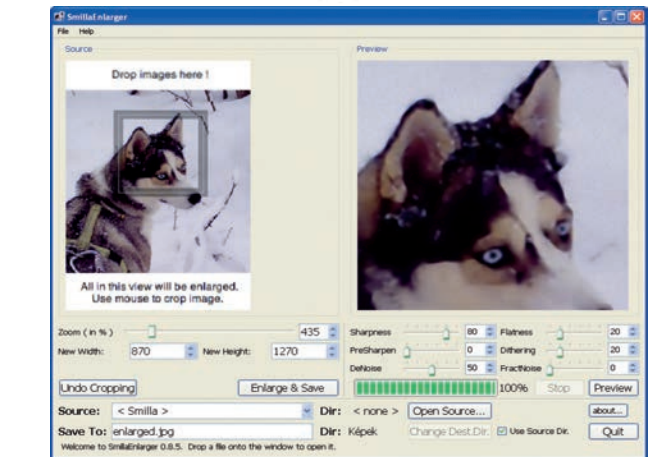 SmillaEnlarger
File Help
Source Preview
Drop images here !
All in this view will be enlarged.
Use mouse to crop image.
Zoom ( in % ) 435 Sharpness 80 Flatness 20
New Width: 870 New Height: 1270 PreSharpen 0 Dithering 20
DeNoise 50 FractNoise 0
Undo Cropping Enlarge & Save 100% Stop Preview
Source: < Smilla > Dir: < none > Open Source... about...
Save To: enlarged.jpg Dir: Képek Change Dest.Dir. Use Source Dir. Quit
Welcome to SmillaEnlarger 0.8.5. Drop a file onto the window to open it.